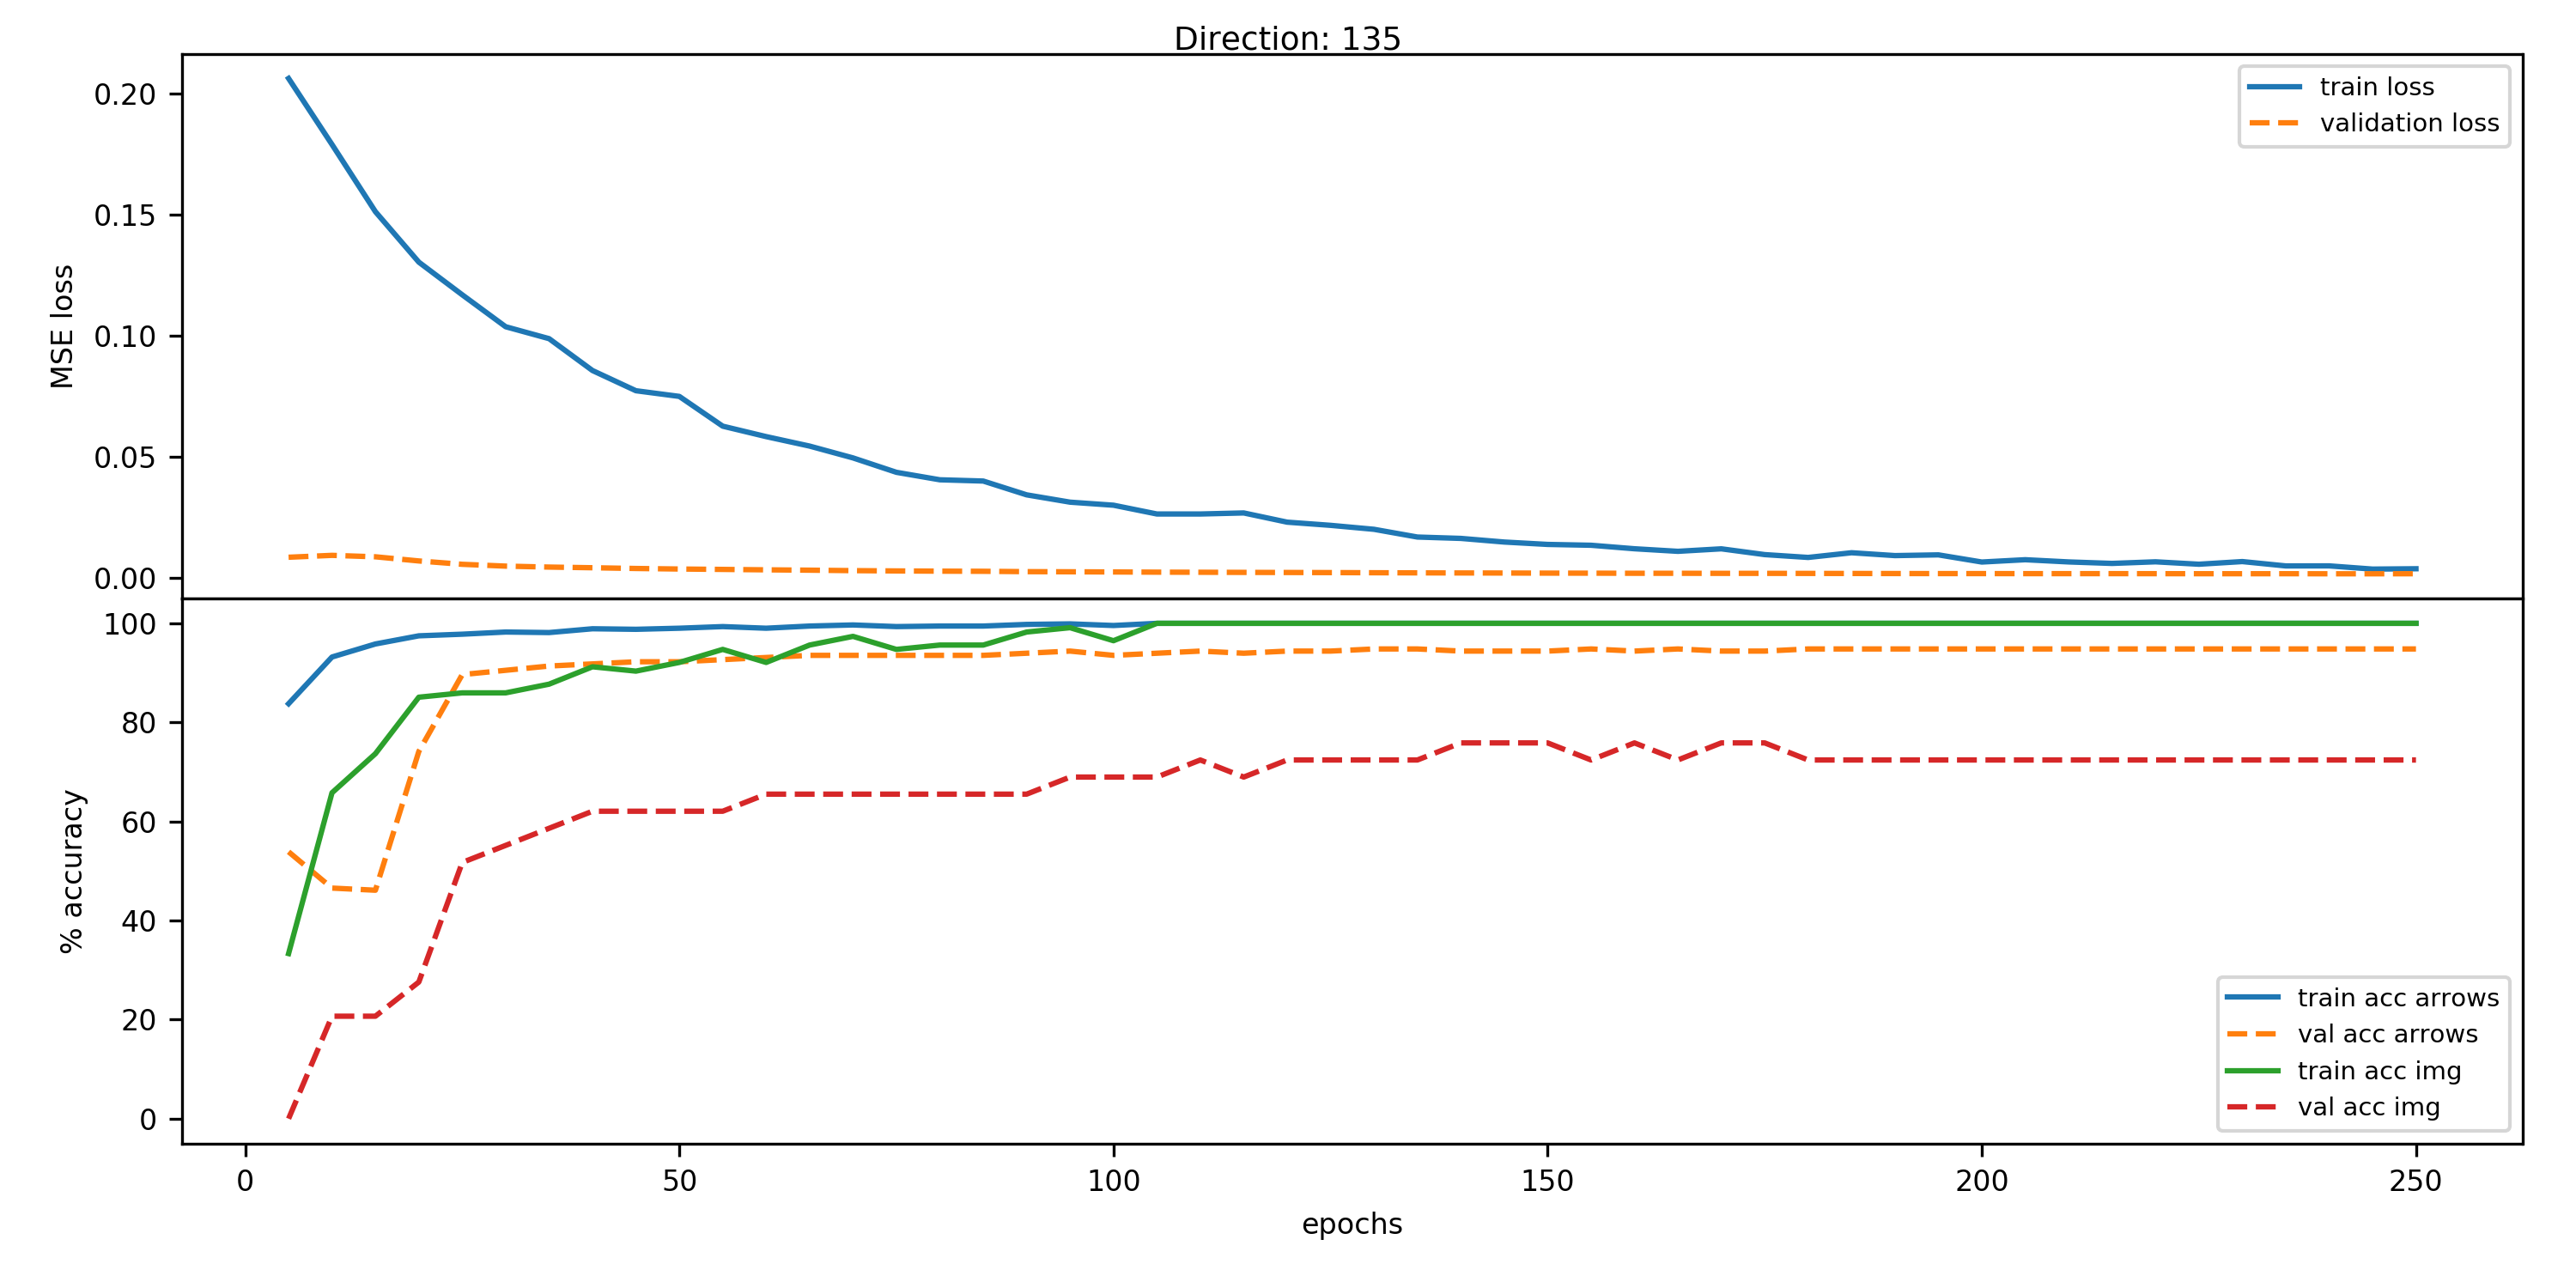 Direction: 135
0.20
0.15
0.10
0.05
0.00
MSE loss
train loss
validation loss
100
80
60
40
20
0
% accuracy
train acc arrows
val acc arrows
train acc img
val acc img
0 50 100 150 200 250
epochs